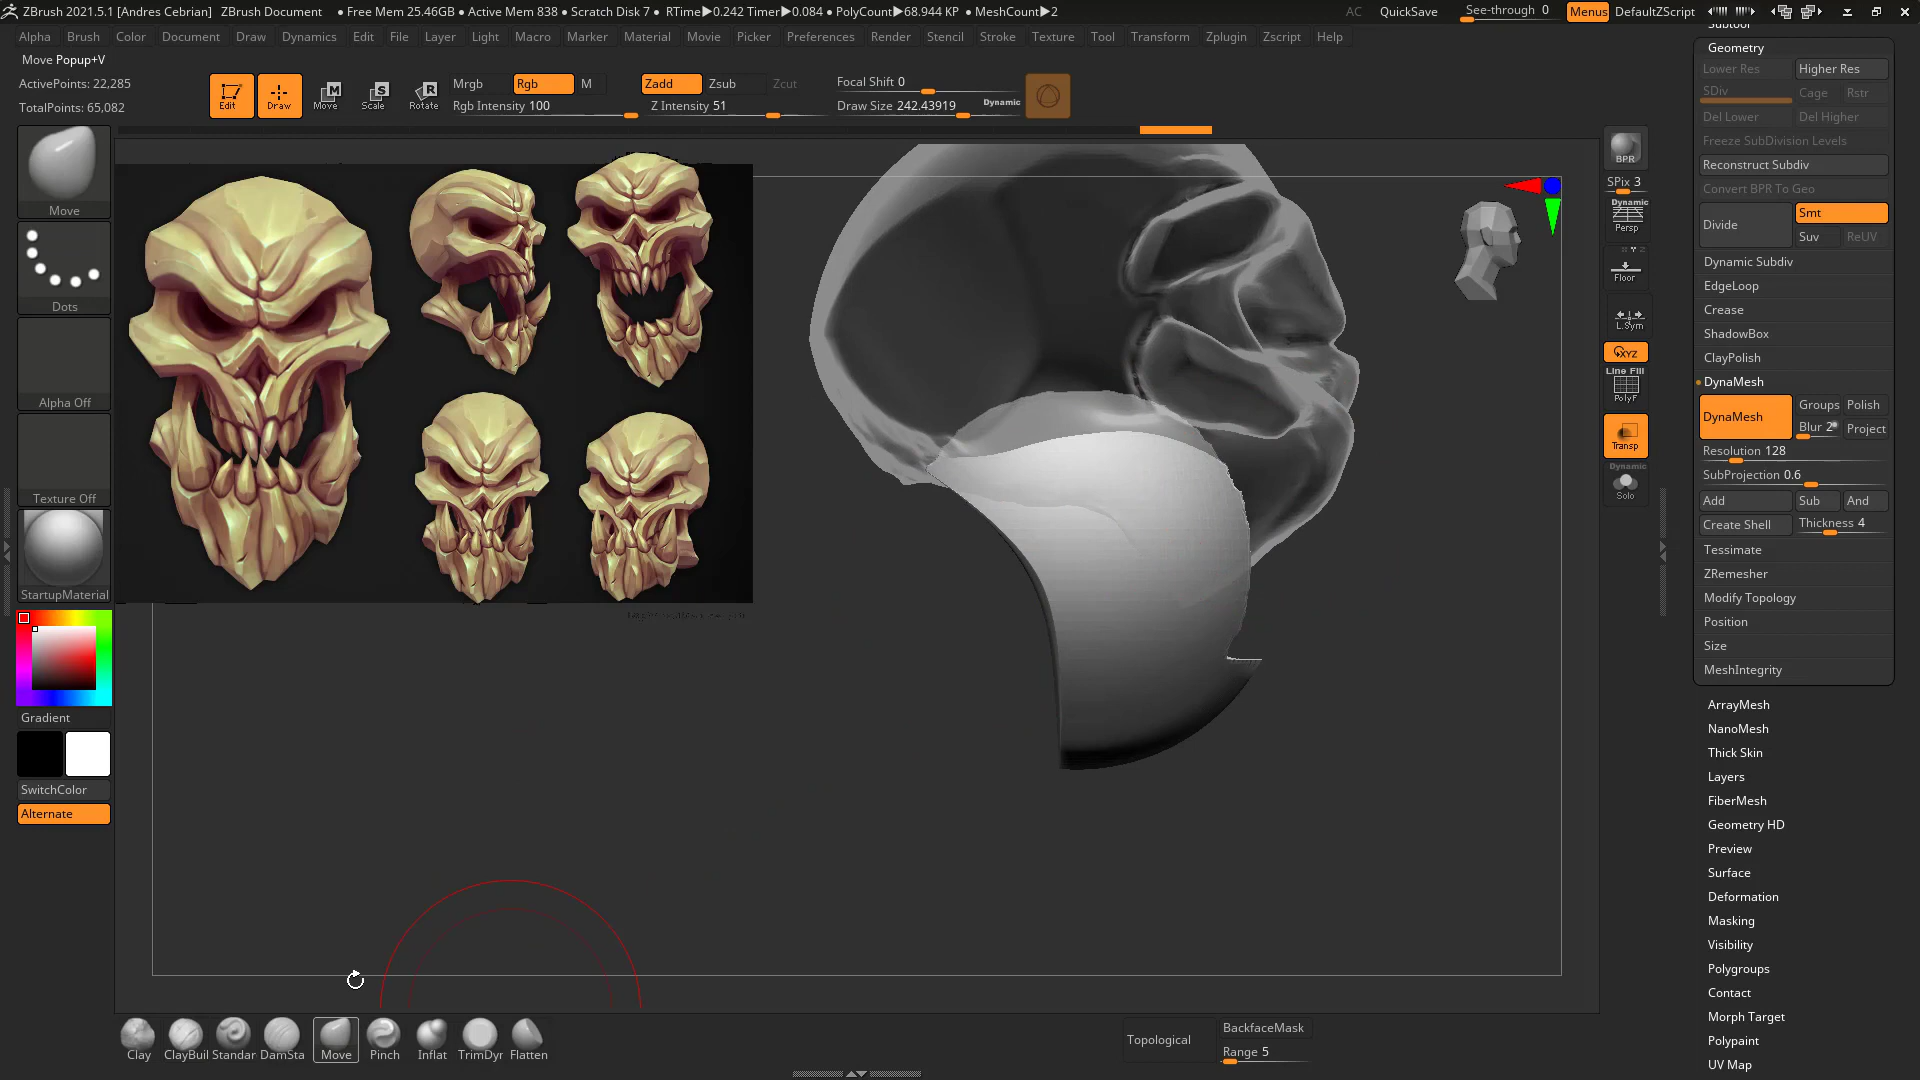 ZBrush 2021.5.1 [Andres Cebrian] ZBrush Document • Free Mem 25.46GB • Active Mem 838 • Scratch Disk 7 • RTime▶0.242 Timer▶0.084 • PolyCount▶68.944 KP • MeshCount▶2 AC QuickSave See-through 0 Menus DefaultZScript
Alpha Brush Color Document Draw Dynamics Edit File Layer Light Macro Marker Material Movie Picker Preferences Render Stencil Stroke Texture Tool Transform Zplugin Zscript Help
Move Popup+V
ActivePoints: 22,285
TotalPoints: 65,082
Edit Draw Move Scale Rotate
Mrgb Rgb M
Rgb Intensity 100
Zadd Zsub Zcut
Z Intensity 51
Focal Shift 0
Draw Size 242.43919 Dynamic
Move
Dots
Alpha Off
Texture Off
StartupMaterial
Gradient
SwitchColor
Alternate
BPR
SPix 3
Dynamic
Persp
Floor
L.Sym
XYZ
Line Fill
PolyF
Transp
Dynamic
Solo
Subtool
Geometry
Lower Res Higher Res
SDiv Cage Rstr
Del Lower Del Higher
Freeze SubDivision Levels
Reconstruct Subdiv
Convert BPR To Geo
Divide Smt
Suv ReUV
Dynamic Subdiv
EdgeLoop
Crease
ShadowBox
ClayPolish
DynaMesh
DynaMesh Groups Polish
Blur 2 Project
Resolution 128
SubProjection 0.6
Add Sub And
Create Shell Thickness 4
Tessimate
ZRemesher
Modify Topology
Position
Size
MeshIntegrity
ArrayMesh
NanoMesh
Thick Skin
Layers
FiberMesh
Geometry HD
Preview
Surface
Deformation
Masking
Visibility
Polygroups
Contact
Morph Target
Polypaint
UV Map
Clay ClayBuil Standar DamSta Move Pinch Inflat TrimDyr Flatten
Topological
BackfaceMask
Range 5